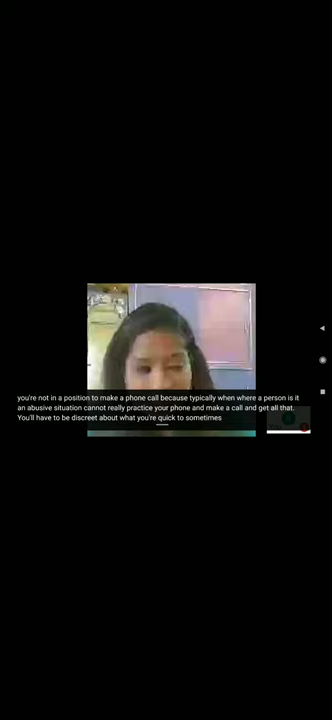 you're not in a position to make a phone call because typically when where a person is it
an abusive situation cannot really practice your phone and make a call and get all that.
You'll have to be discreet about what you're quick to sometimes